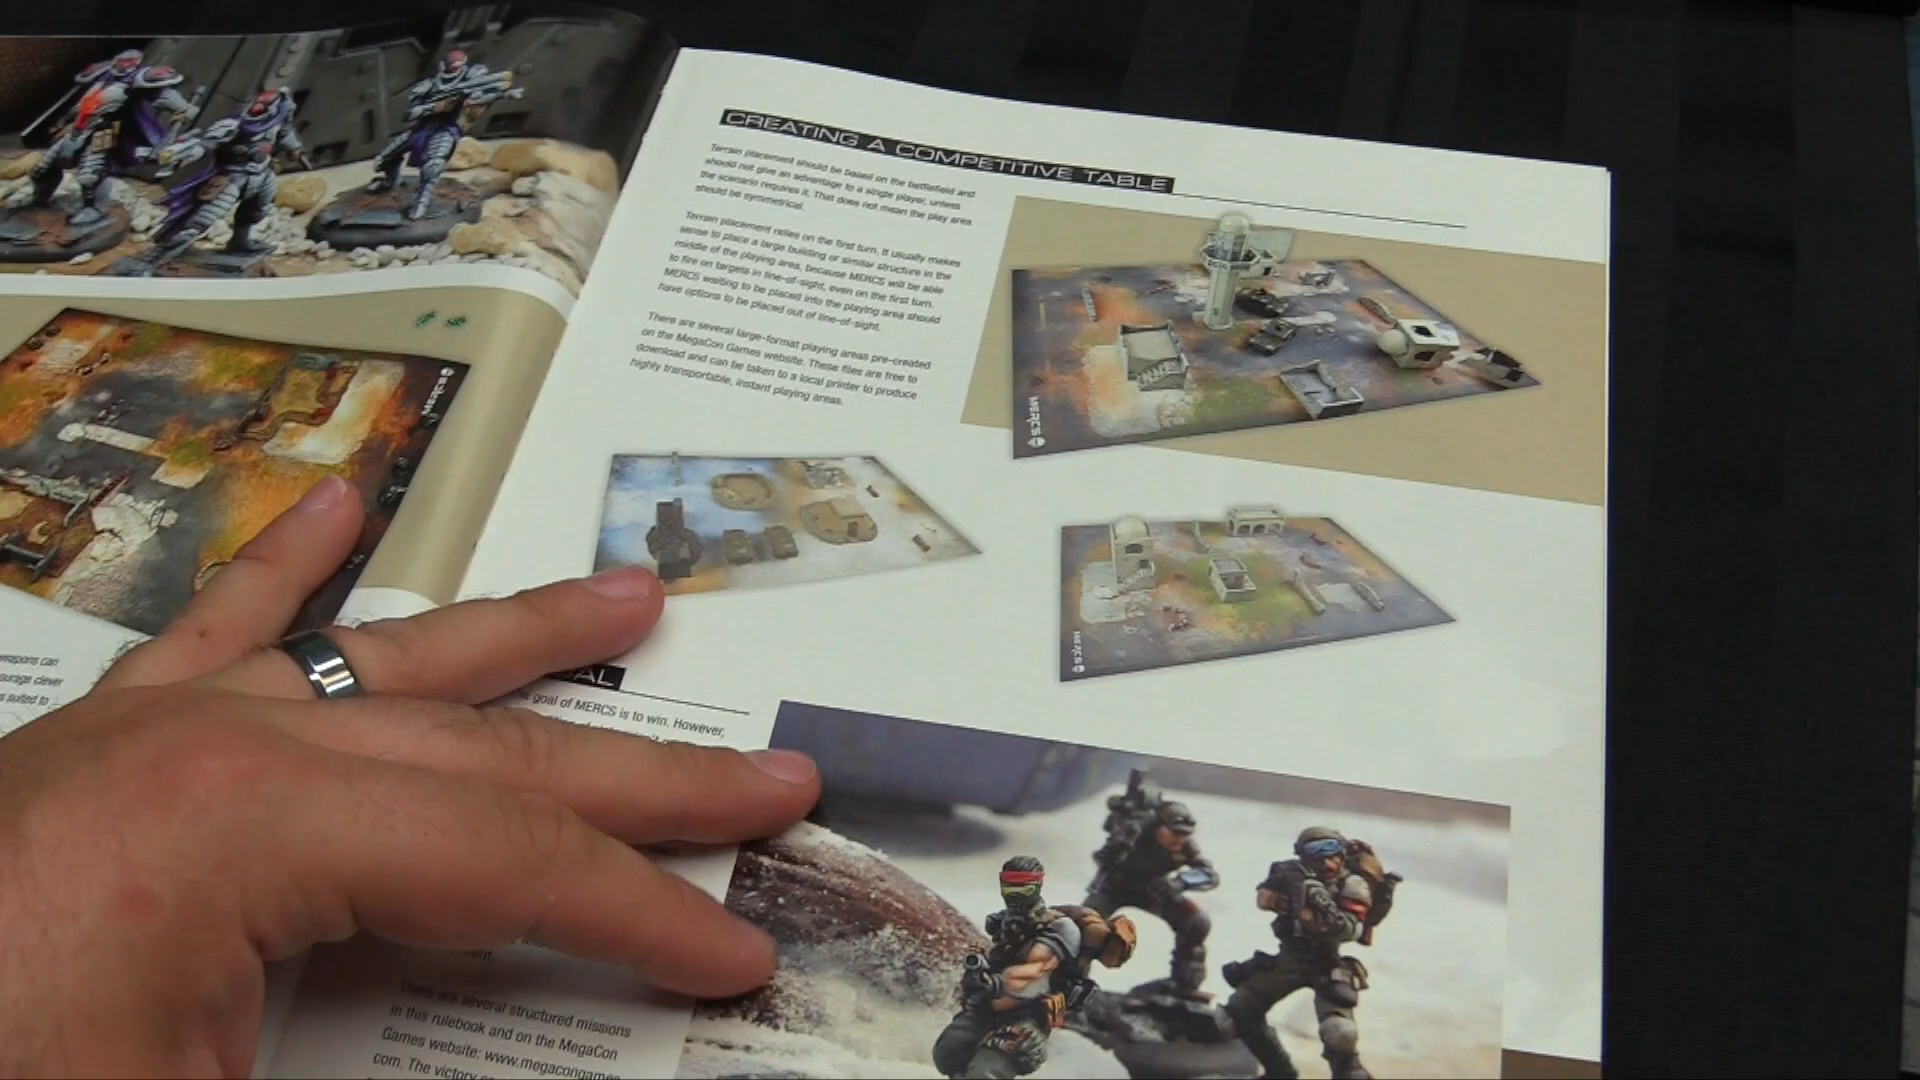 CREATING A COMPETITIVE TABLE
Terrain placement should be based on the battlefield and
should not give an advantage to a single player, unless
the scenario requires it. That does not mean the play area
should be symmetrical.
Terrain placement relies on the first turn. It usually makes
sense to place a large building or similar structure in the
middle of the playing area, because MERCS will be able
to fire on targets in line-of-sight, even on the first turn.
MERCS waiting to be placed into the playing area should
have options to be placed out of line-of-sight.
There are several large-format playing areas pre-created
on the MegaCon Games website. These files are free to
download and can be taken to a local printer to produce
highly transportable, instant playing areas.
MERCS
MERCS
MERCS
weapons can
suited to
goal of MERCS is to win. However,
There are several structured missions
in this rulebook and on the MegaCon
Games website: www.megacongames
com. The victory